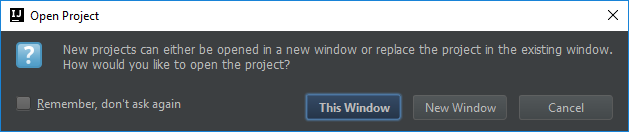 IJ Open Project
New projects can either be opened in a new window or replace the project in the existing window.
How would you like to open the project?
Remember, don't ask again
This Window New Window Cancel